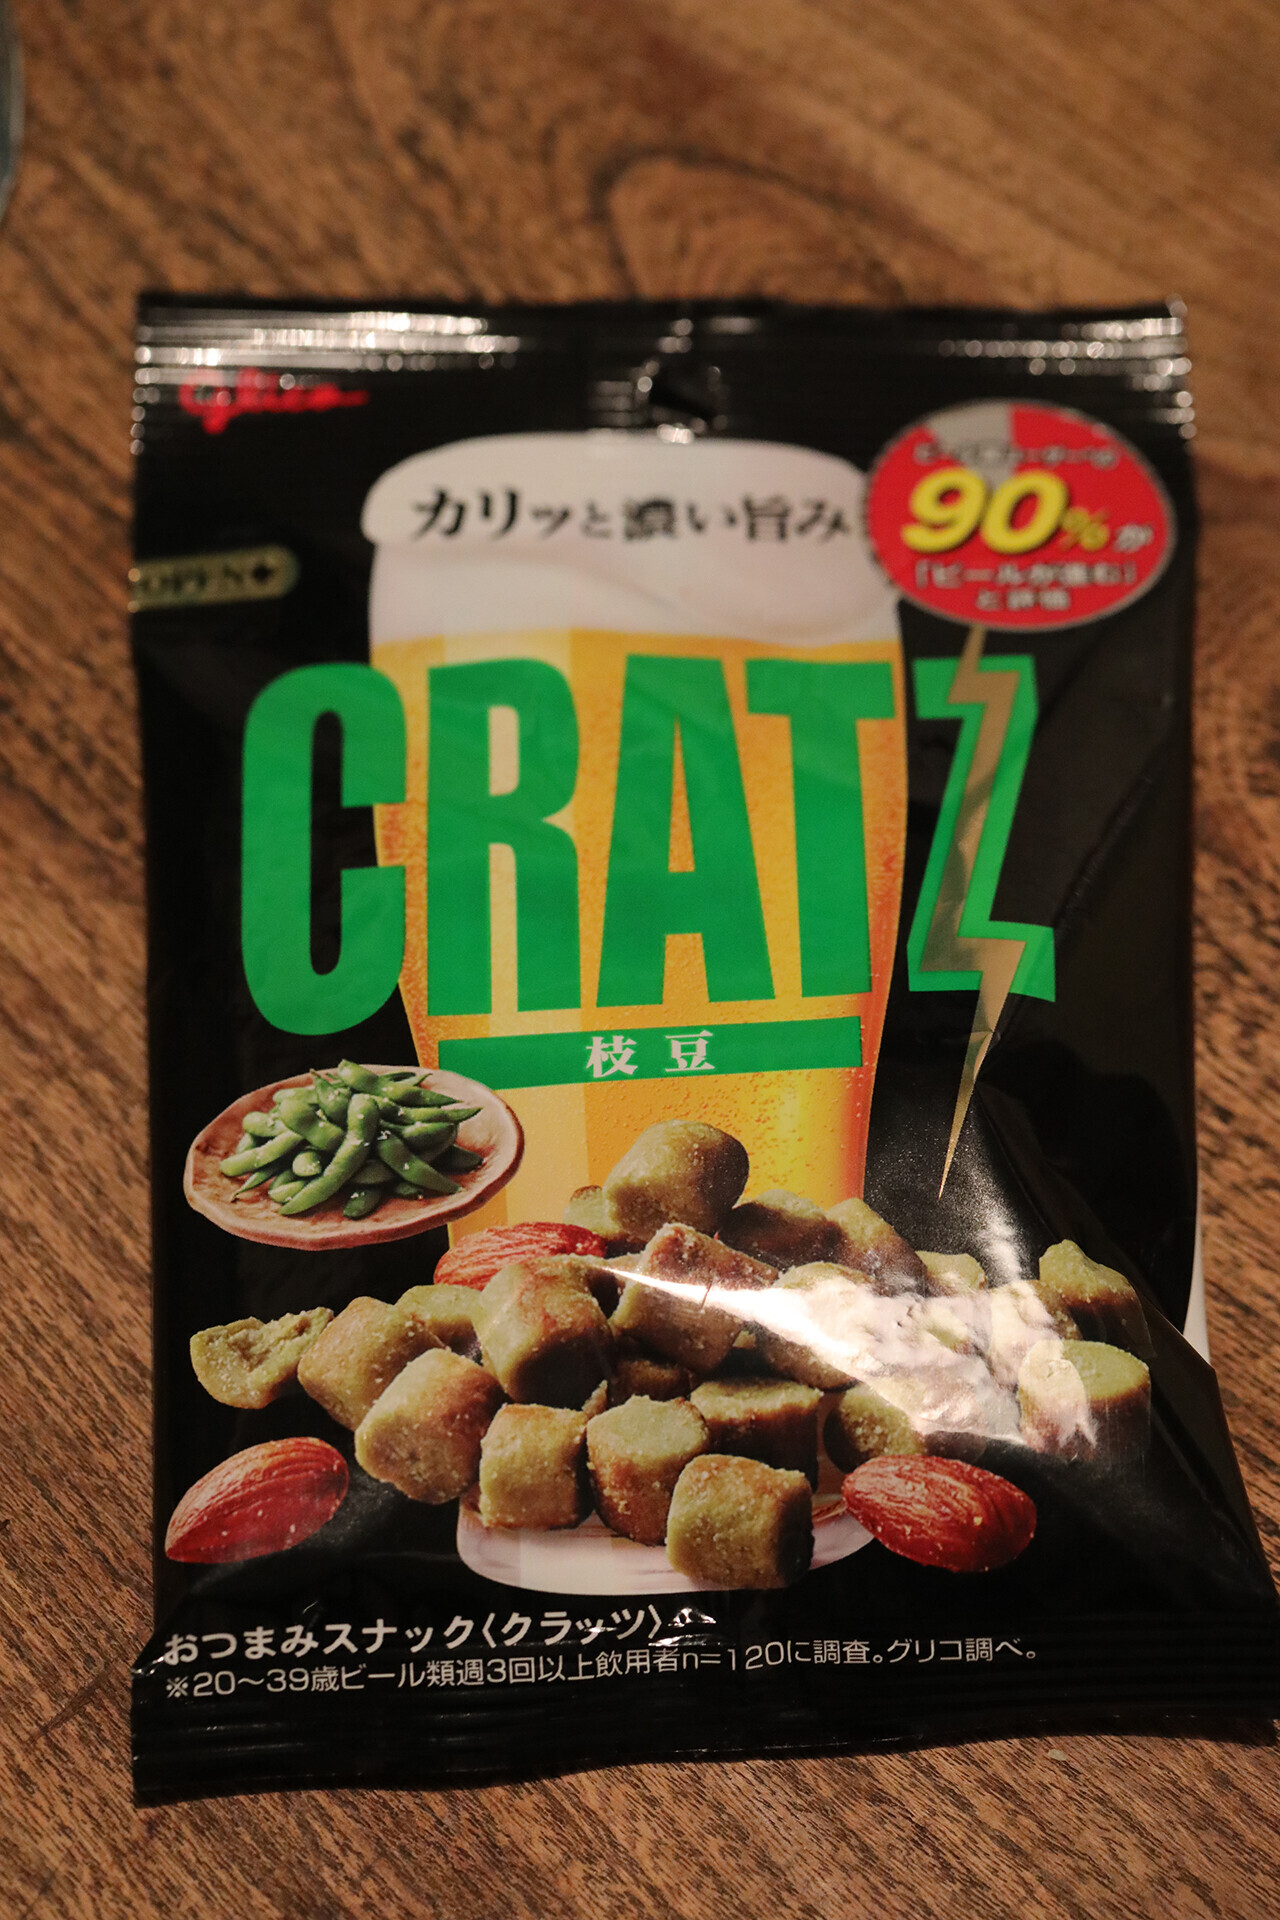 Glico
カリッと濃い旨み
90%が
「ビールが進む」
と評価
OPEN
CRATZ
枝豆
おつまみスナック〈クラッツ〉
※20〜39歳ビール類週3回以上飲用者n=120に調査。グリコ調べ。